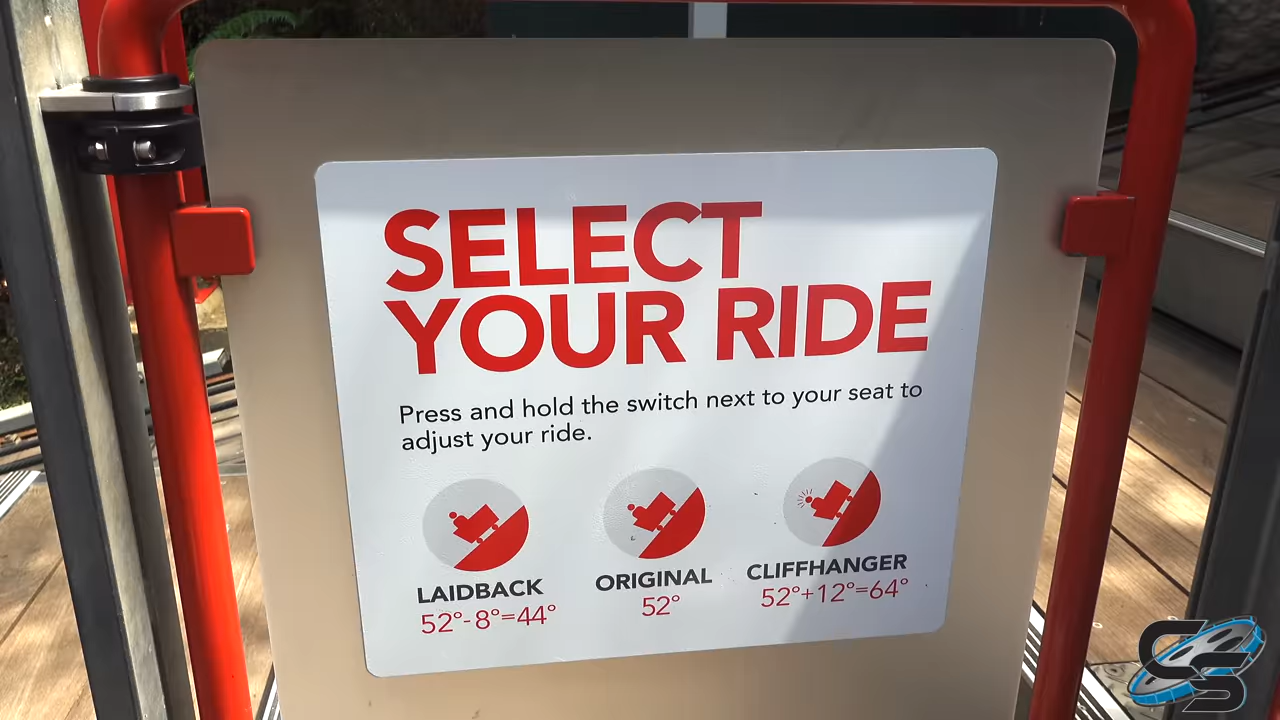 SELECT
YOUR RIDE
Press and hold the switch next to your seat to
adjust your ride.
LAIDBACK
52°-8°=44°
ORIGINAL
52°
CLIFFHANGER
52°+12°=64°
CFS